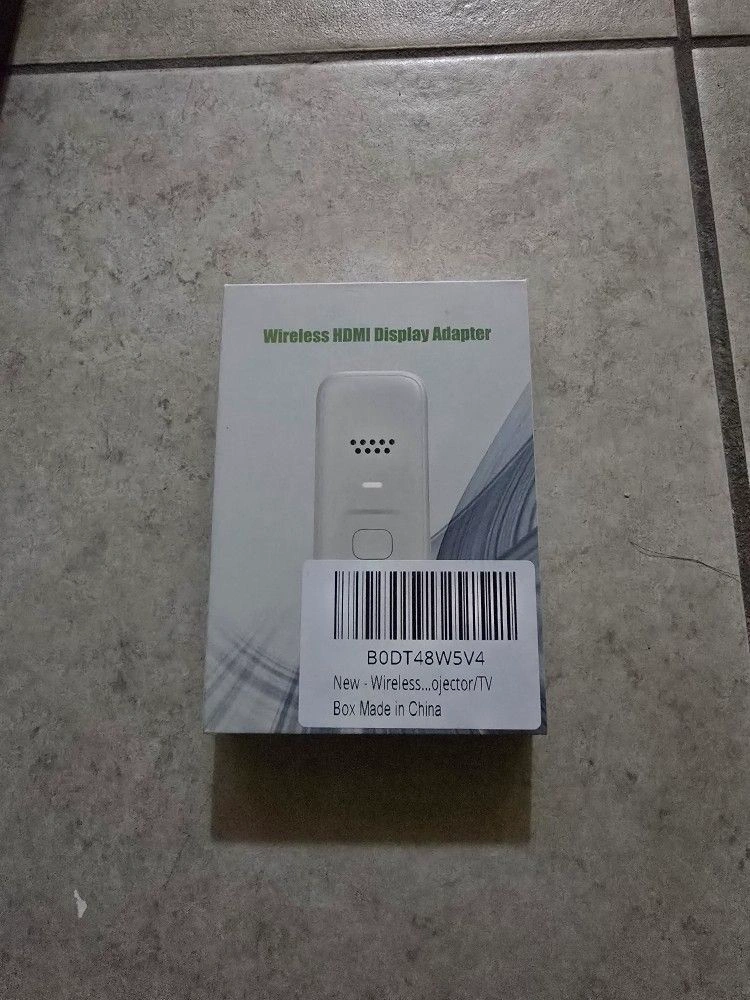 Wireless HDMI Display Adapter
B0DT48W5V4
New - Wireless...ojector/TV
Box Made in China